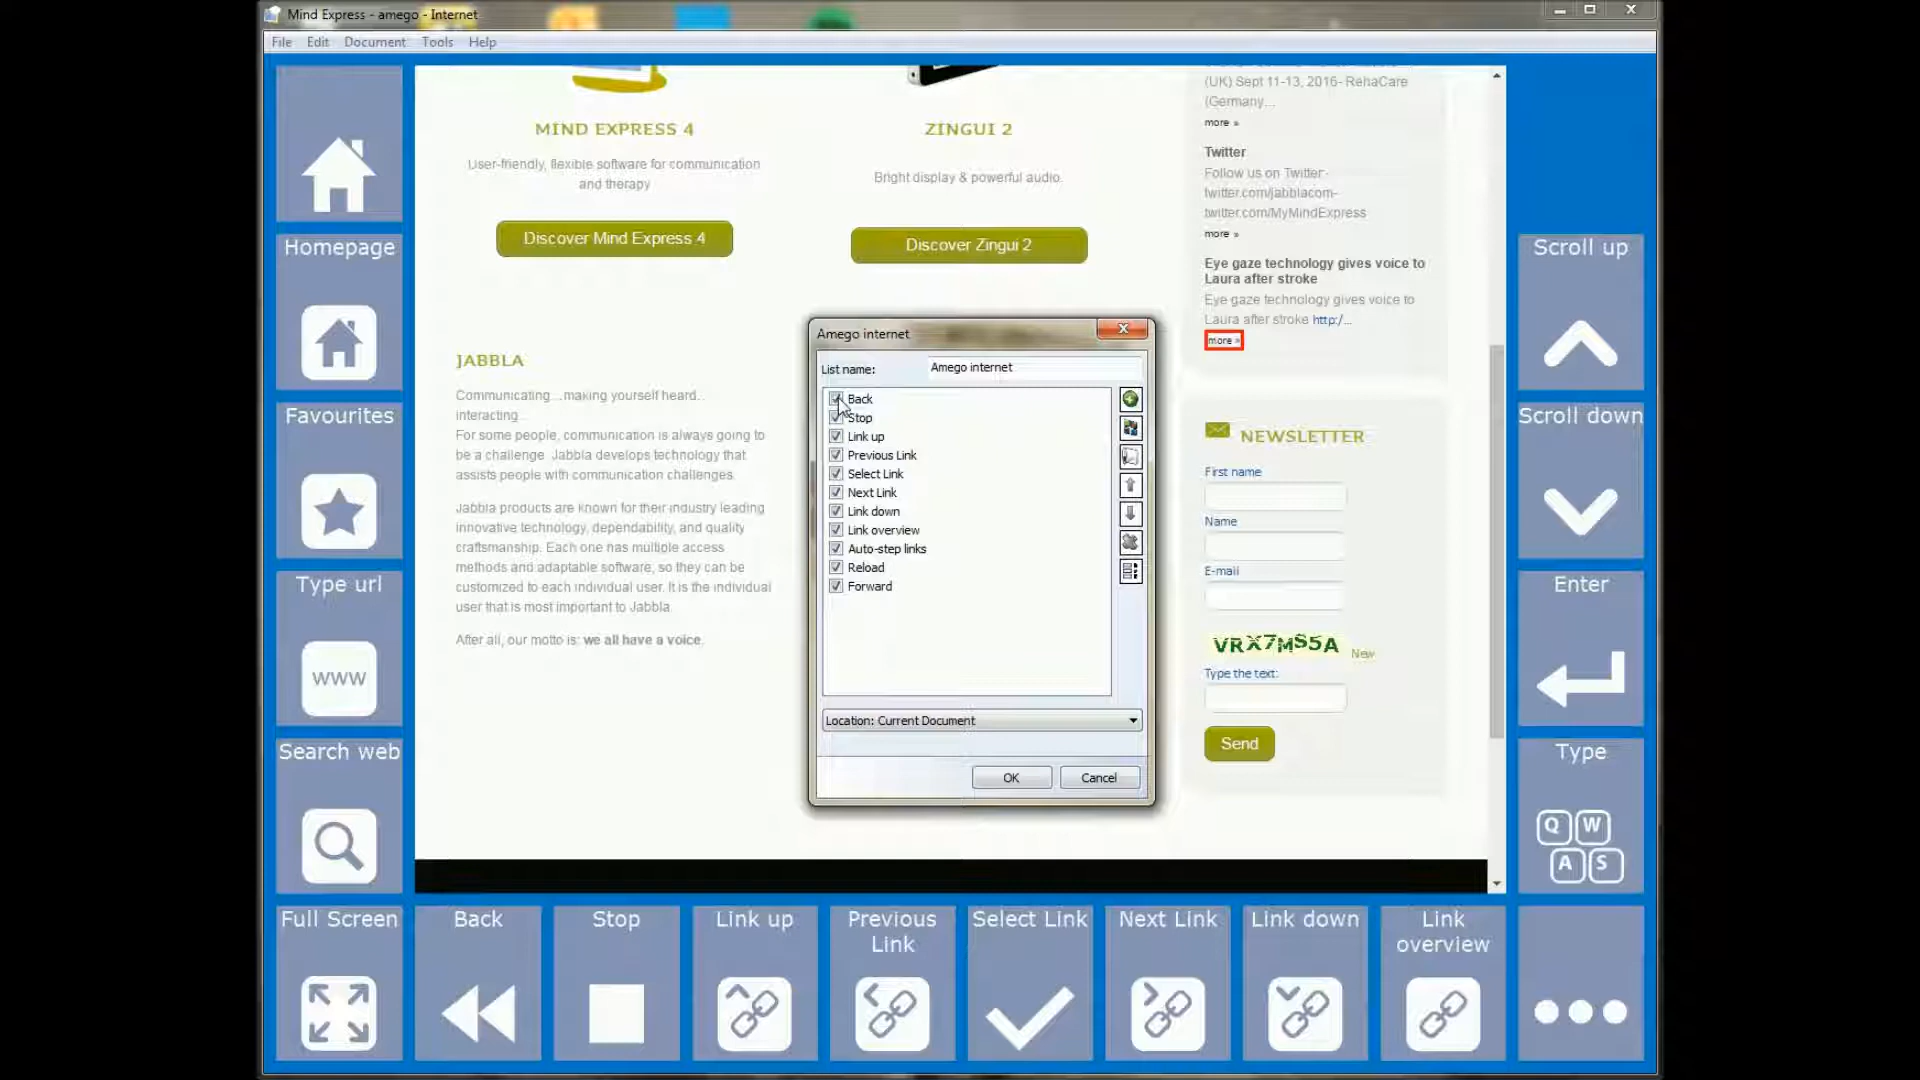 Mind Express - amego - Internet
File Edit Document Tools Help
Homepage
Favourites
Type url
www
Search web
Full Screen
MIND EXPRESS 4
User-friendly, flexible software for communication
and therapy
Discover Mind Express 4
ZINGUI 2
Bright display & powerful audio.
Discover Zingui 2
JABBLA
Communicating... making yourself heard...
interacting...
For some people, communication is always going to
be a challenge. Jabbla develops technology that
assists people with communication challenges.
Jabbla products are known for their industry leading
innovative technology, dependability, and quality
craftsmanship. Each one has multiple access
methods and adaptable software, so they can be
customized to each individual user. It is the individual
user that is most important to Jabbla.
After all, our motto is: we all have a voice.
Amego internet
List name: Amego internet
Back
Stop
Link up
Previous Link
Select Link
Next Link
Link down
Link overview
Auto-step links
Reload
Forward
Location: Current Document
OK Cancel
(UK) Sept 11-13, 2016- RehaCare
(Germany...
more »
Twitter
Follow us on Twitter -
twitter.com/jabblacom-
twitter.com/MyMindExpress
more »
Eye gaze technology gives voice to
Laura after stroke
Eye gaze technology gives voice to
Laura after stroke http:/...
more »
NEWSLETTER
First name
Name
E-mail
VRX7MS5A New
Type the text:
Send
Scroll up
Scroll down
Enter
Type
Q W
A S
Back
Stop
Link up
Previous
Link
Select Link
Next Link
Link down
Link
overview